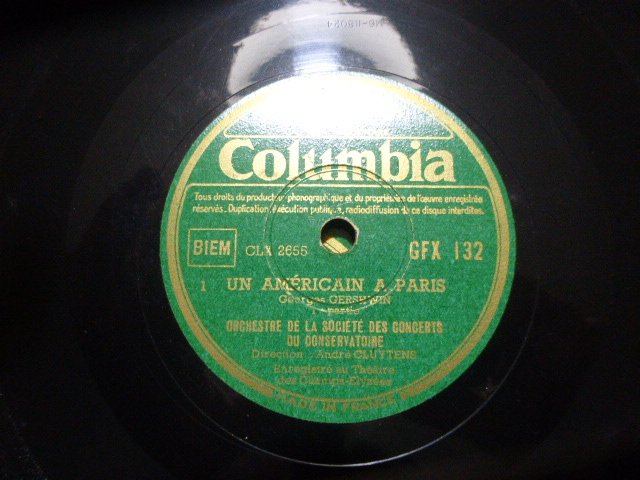 Columbia
Tous droits du producteur phonographique et du propriétaire de l'œuvre enregistrée
réservés. Duplication, exécution publique, radiodiffusion de ce disque interdites.
BIEM CLX 2655 GFX 132
1 UN AMÉRICAIN A PARIS
Georges GERSHWIN
partie
ORCHESTRE DE LA SOCIÉTÉ DES CONCERTS
DU CONSERVATOIRE
Direction : André CLUYTENS
Enregistré au Théâtre
des Champs-Elysées
MADE IN FRANCE